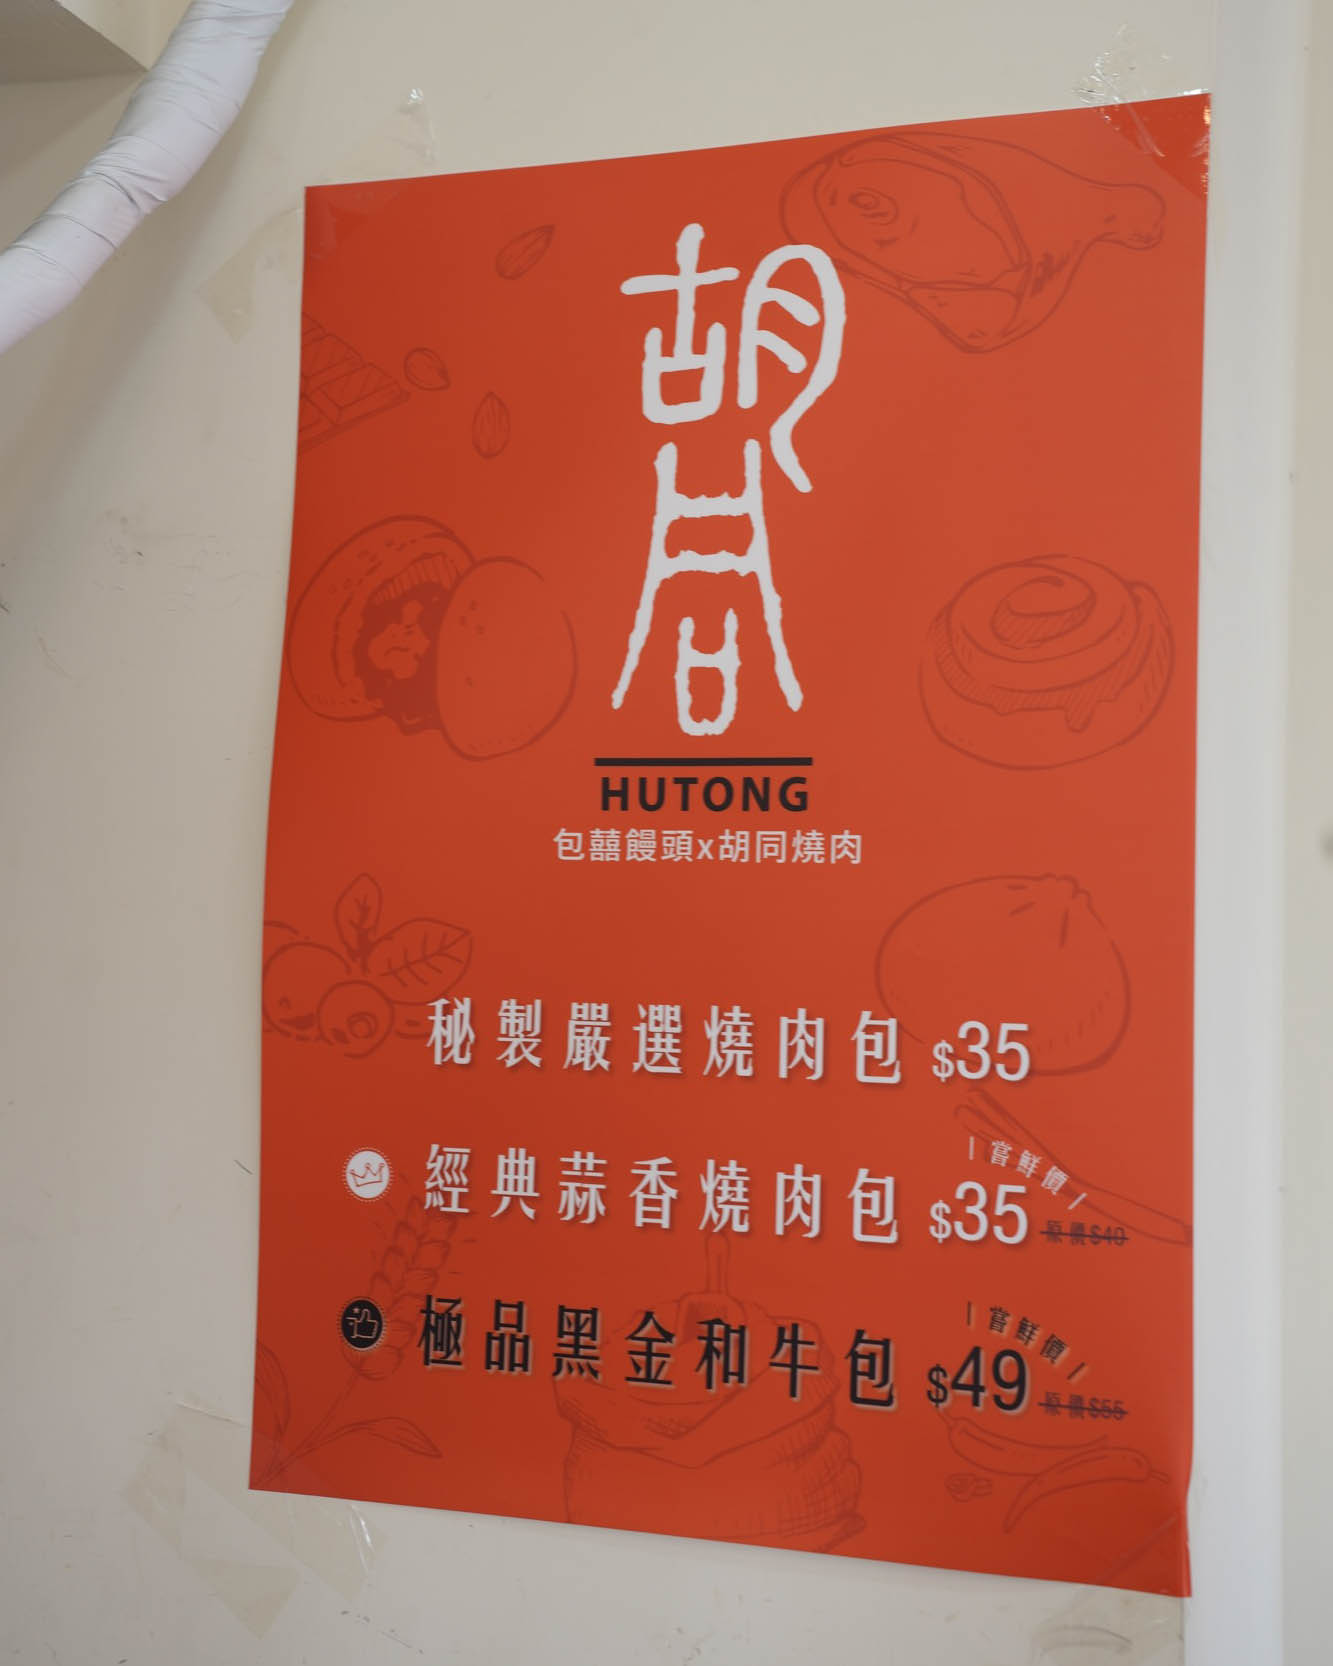 胡同
HUTONG
包囍饅頭x胡同燒肉
秘製嚴選燒肉包 $35
嘗鮮價
經典蒜香燒肉包 $35 原價$40
嘗鮮價
極品黑金和牛包 $49 原價$55